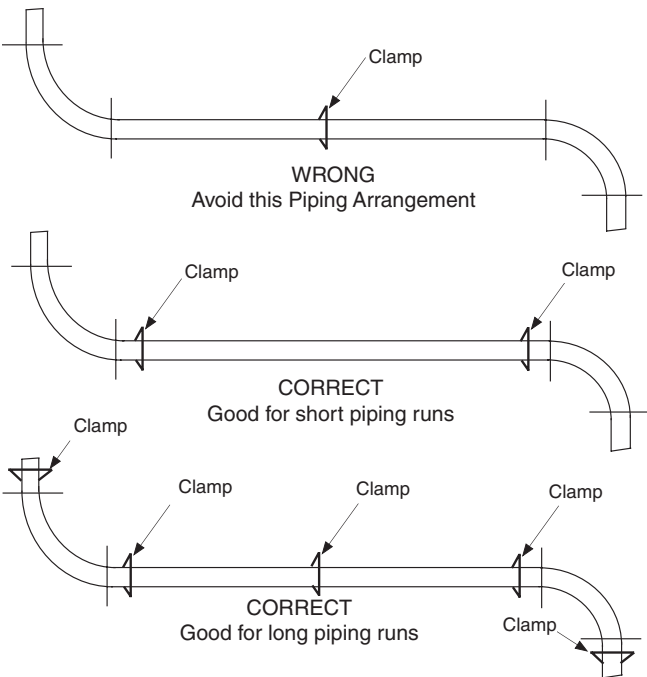 Clamp
WRONG
Avoid this Piping Arrangement
Clamp
Clamp
CORRECT
Good for short piping runs
Clamp
Clamp
Clamp
Clamp
CORRECT
Good for long piping runs
Clamp